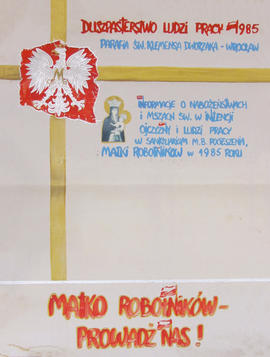 DUSZPASTERSTWO LUDZI PRACY 1985
PARAFIA ŚW. KLEMENSA DWORZAKA - WROCŁAW
INFORMACJE O NABOŻEŃSTWACH
I MSZACH ŚW. W INTENCJI
OJCZYZNY I LUDZI PRACY
W SANKTUARIUM M.B. POCIESZENIA,
MATKI ROBOTNIKÓW W 1985 ROKU
MATKO ROBOTNIKÓW-
PROWADŹ NAS!